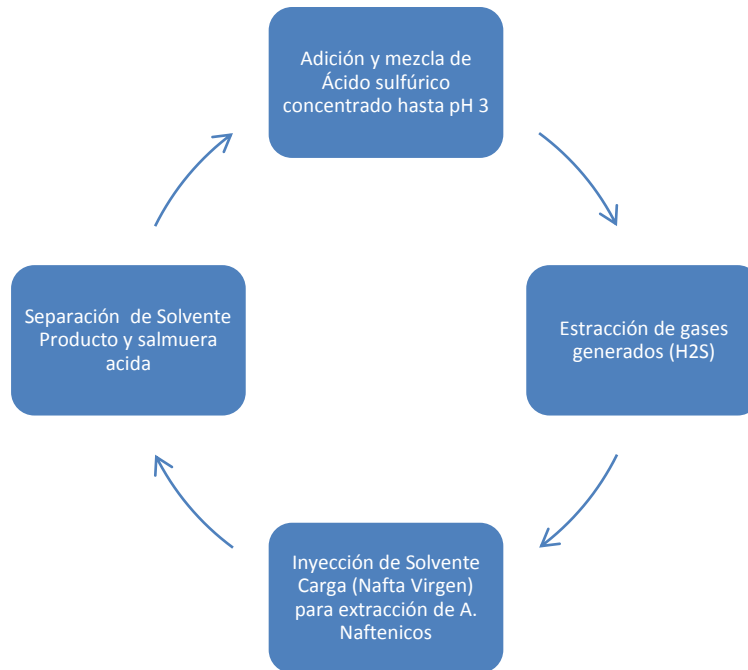 Adición y mezcla de
Ácido sulfúrico
concentrado hasta pH 3
Estracción de gases
generados (H2S)
Inyección de Solvente
Carga (Nafta Virgen)
para extracción de A.
Naftenicos
Separación de Solvente
Producto y salmuera
acida